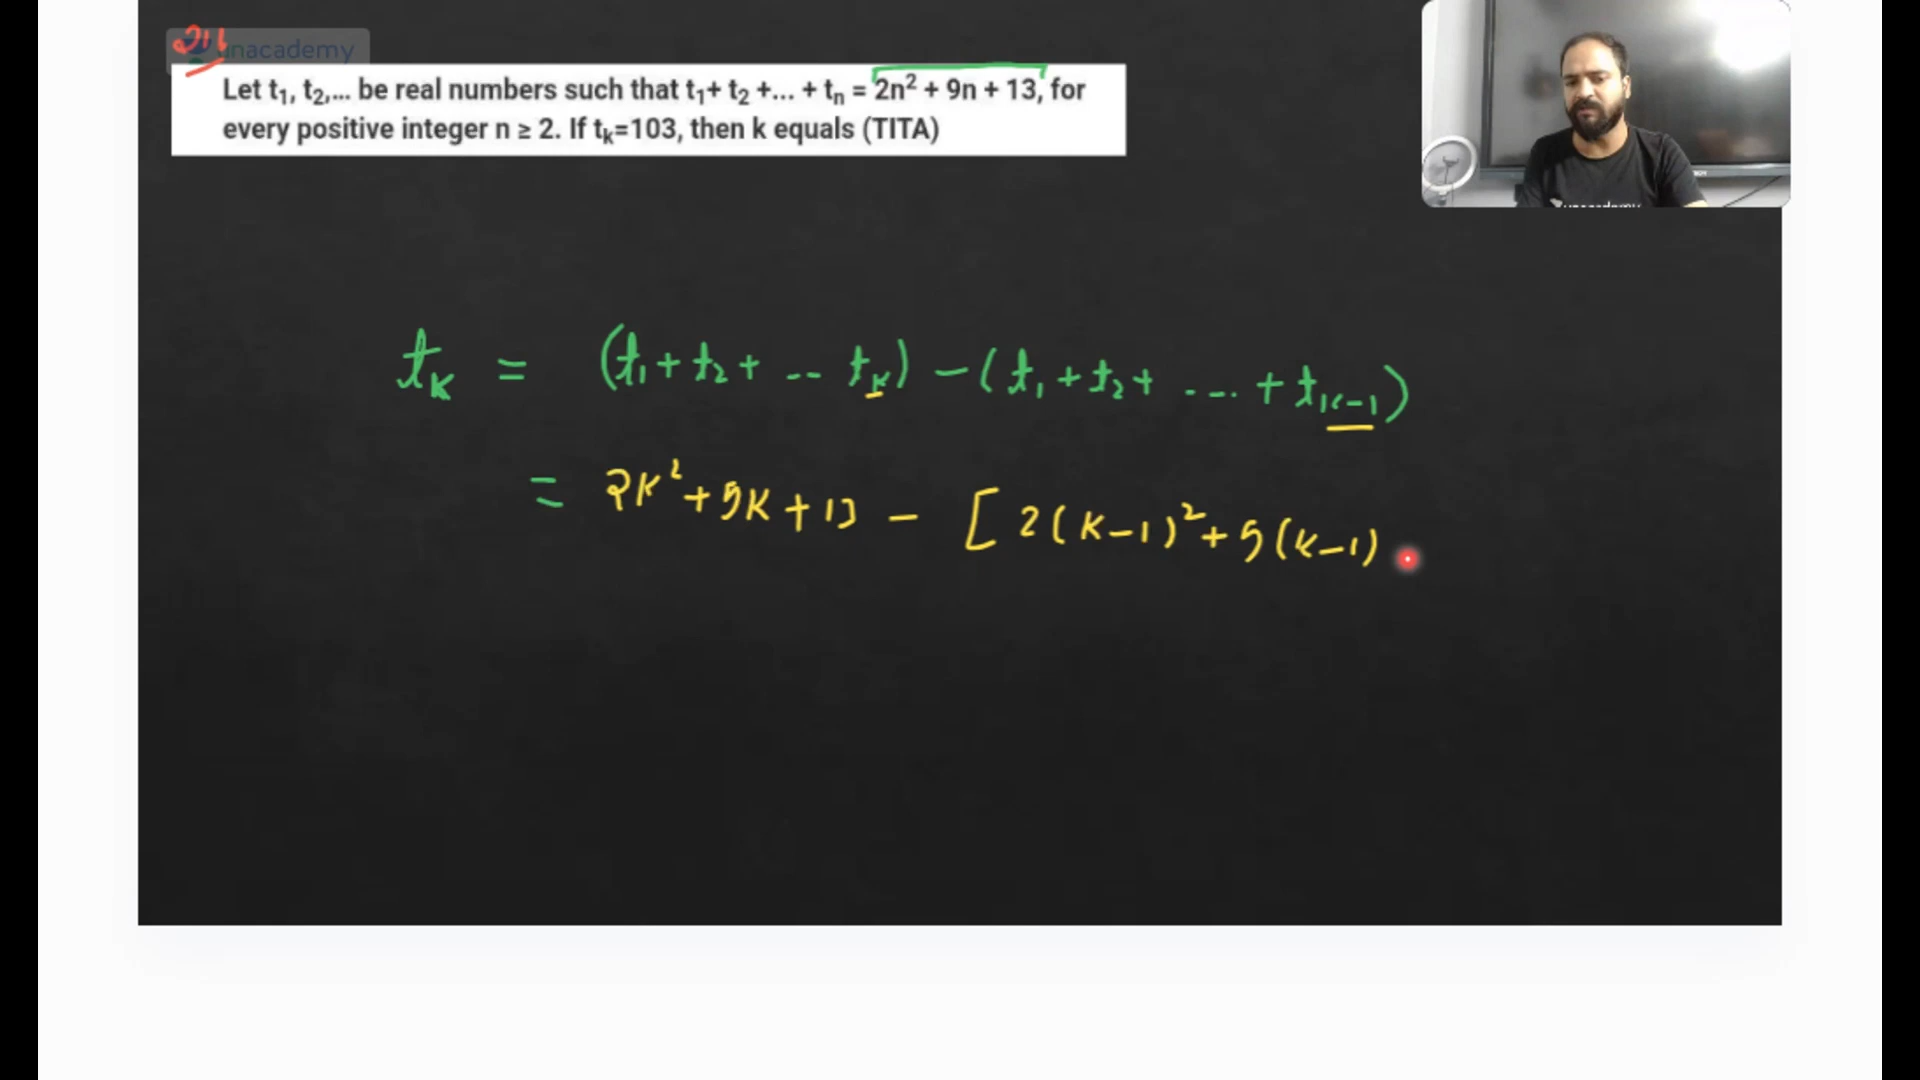 unacademy
Let t₁, t₂,... be real numbers such that t₁+ t₂ +... + tₙ = 2n² + 9n + 13, for
every positive integer n ≥ 2. If tₖ=103, then k equals (TITA)
tₖ = (t₁ + t₂ + -- tₖ) - (t₁ + t₂ + .... + tₖ₋₁)
= 2k² + 9k + 13 - [ 2(k-1)² + 9(k-1)